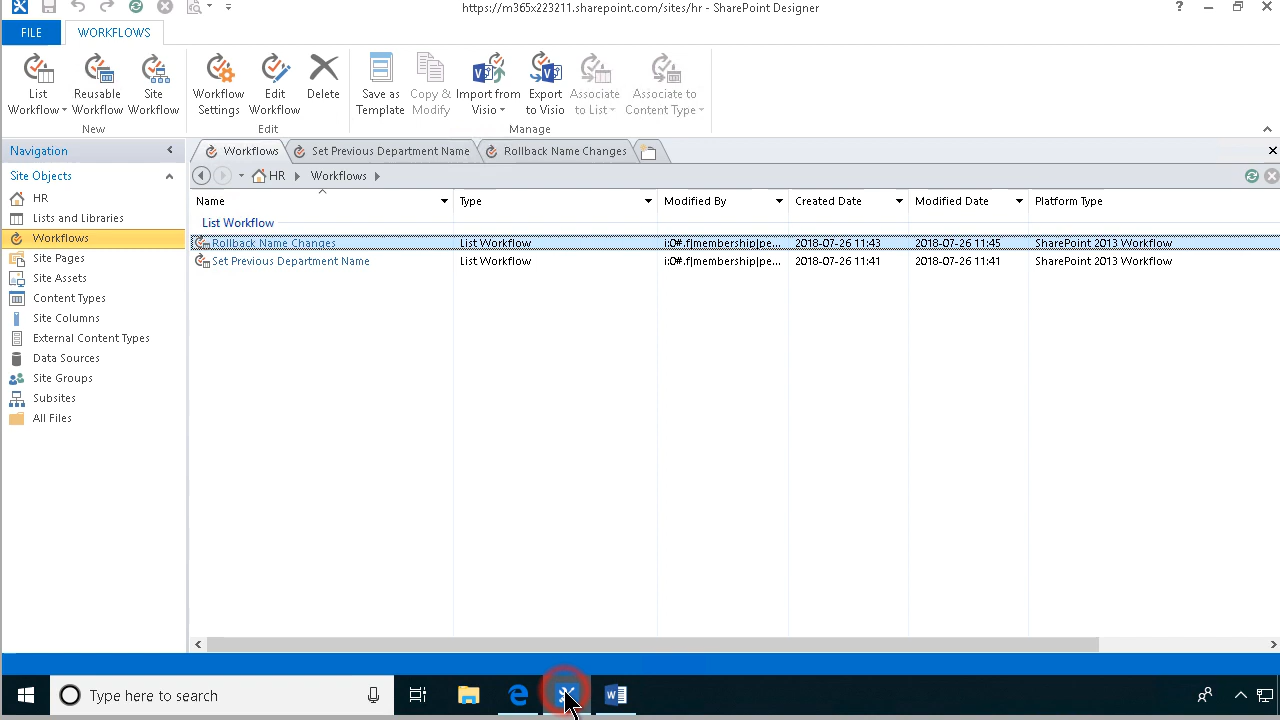 https://m365x223211.sharepoint.com/sites/hr - SharePoint Designer
FILE
WORKFLOWS
List Workflow
Reusable Workflow
Site Workflow
Workflow Settings
Edit Workflow
Delete
Save as Template
Copy & Modify
Import from Visio
Export to Visio
Associate to List
Associate to Content Type
New
Edit
Manage
Navigation
Workflows
Set Previous Department Name
Rollback Name Changes
Site Objects
HR
Workflows
HR
Lists and Libraries
Workflows
Site Pages
Site Assets
Content Types
Site Columns
External Content Types
Data Sources
Site Groups
Subsites
All Files
Name
Type
Modified By
Created Date
Modified Date
Platform Type
List Workflow
Rollback Name Changes
List Workflow
i:0#.f|membership|pe...
2018-07-26 11:43
2018-07-26 11:45
SharePoint 2013 Workflow
Set Previous Department Name
List Workflow
i:0#.f|membership|pe...
2018-07-26 11:41
2018-07-26 11:41
SharePoint 2013 Workflow
Type here to search